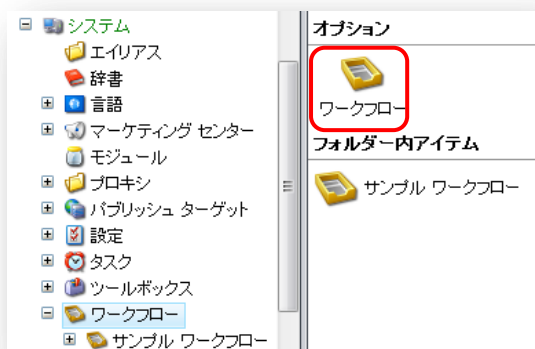 システム
エイリアス
辞書
言語
マーケティング センター
モジュール
プロキシ
パブリッシュ ターゲット
設定
タスク
ツールボックス
ワークフロー
サンプル ワークフロー
オプション
ワークフロー
フォルダー内アイテム
サンプル ワークフロー